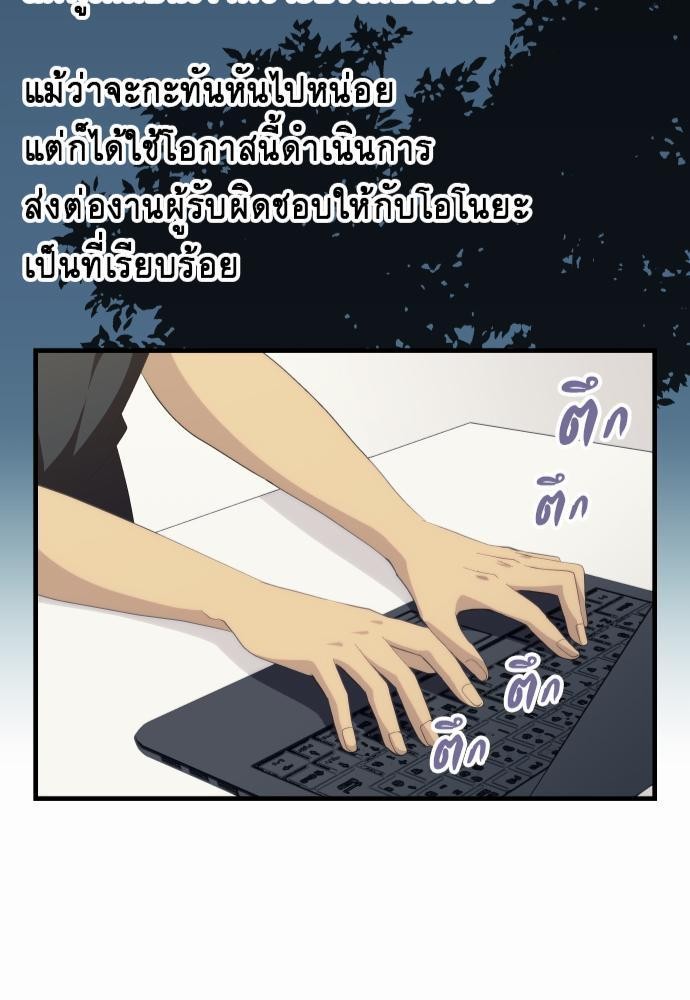 แม้ว่าจะกะทันหันไปหน่อย
แต่ก็ได้ใช้โอกาสนี้ดำเนินการ
ส่งต่องานผู้รับผิดชอบให้กับโอโนยะ
เป็นที่เรียบร้อย
ตึก
ตึก
ตึก
ตึก